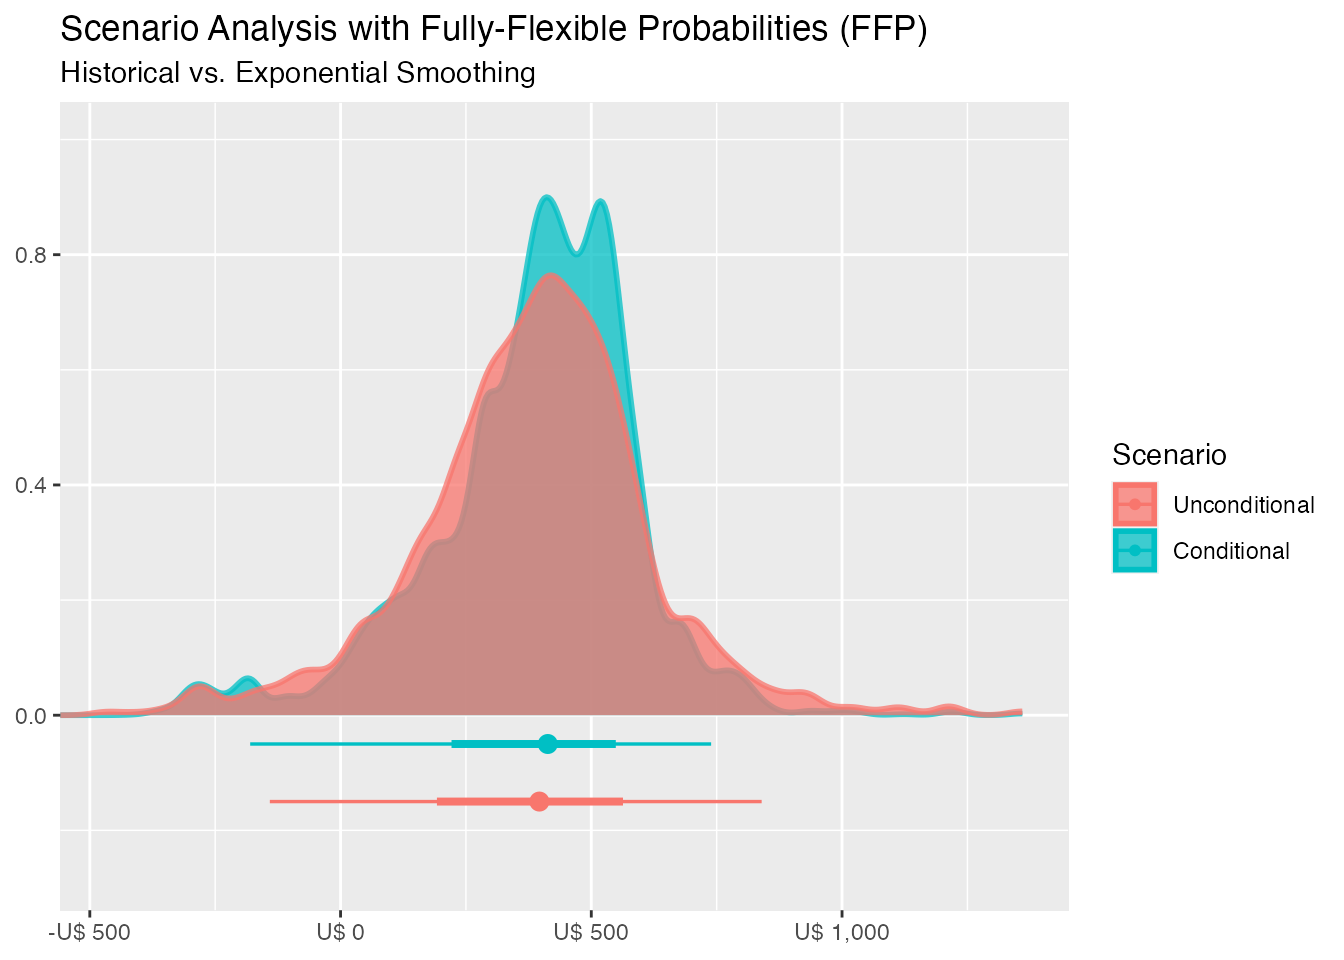 Scenario Analysis with Fully-Flexible Probabilities (FFP)
Historical vs. Exponential Smoothing
0.8
0.4
0.0
-U$ 500
U$ 0
U$ 500
U$ 1,000
Scenario
Unconditional
Conditional